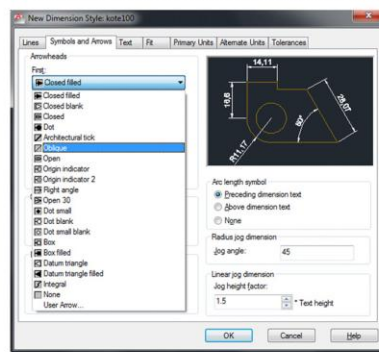 New Dimension Style: kote100
Lines Symbols and Arrows Text Fit Primary Units Alternate Units Tolerances
Arrowheads
First:
Closed filled
Closed filled
Closed blank
Closed
Dot
Architectural tick
Oblique
Open
Origin indicator
Origin indicator 2
Right angle
Open 30
Dot small
Dot blank
Dot small blank
Box
Box filled
Datum triangle
Datum triangle filled
Integral
None
User Arrow...
14,11
16,6
28,07
60°
R11,17
Arc length symbol
Preceding dimension text
Above dimension text
None
Radius jog dimension
Jog angle: 45
Linear jog dimension
Jog height factor:
1.5 * Text height
OK Cancel Help